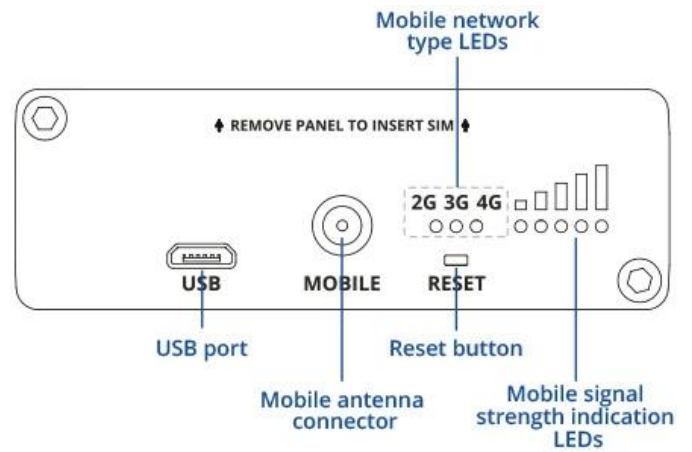 Mobile network
type LEDs
REMOVE PANEL TO INSERT SIM
2G 3G 4G
USB
MOBILE
RESET
USB port
Reset button
Mobile antenna
connector
Mobile signal
strength indication
LEDs